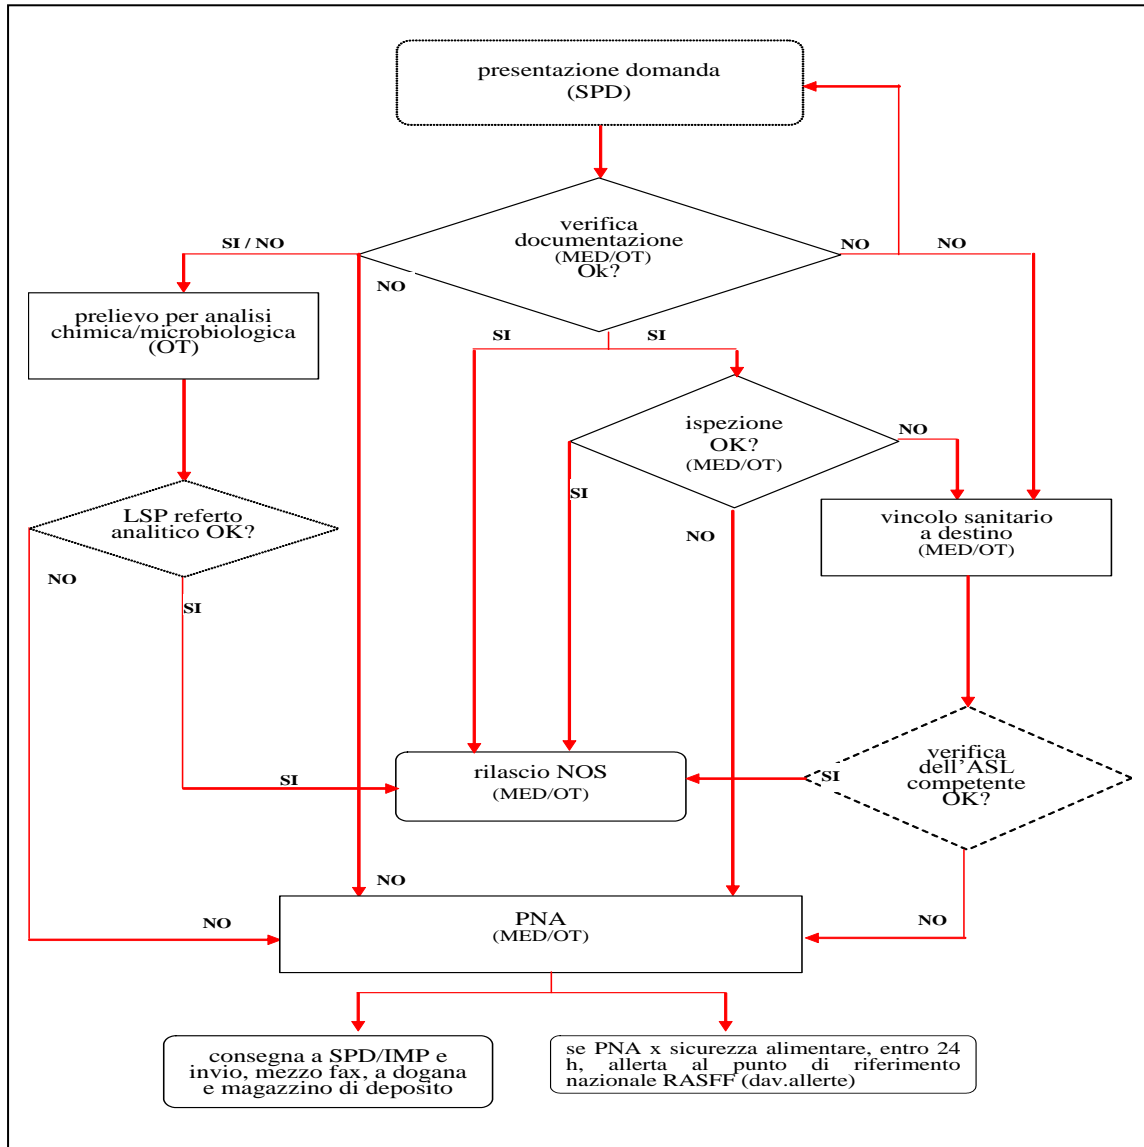 presentazione domanda
(SPD)
verifica
documentazione
(MED/OT)
Ok?
SI / NO
NO
NO
NO
prelievo per analisi
chimica/microbiologica
(OT)
SI
SI
ispezione
OK?
(MED/OT)
NO
SI
NO
LSP referto
analitico OK?
NO
SI
vincolo sanitario
a destino
(MED/OT)
rilascio NOS
(MED/OT)
SI
SI
verifica
dell'ASL
competente
OK?
NO
NO
NO
PNA
(MED/OT)
consegna a SPD/IMP e
invio, mezzo fax, a dogana
e magazzino di deposito
se PNA x sicurezza alimentare, entro 24
h, allerta al punto di riferimento
nazionale RASFF (dav.allerte)